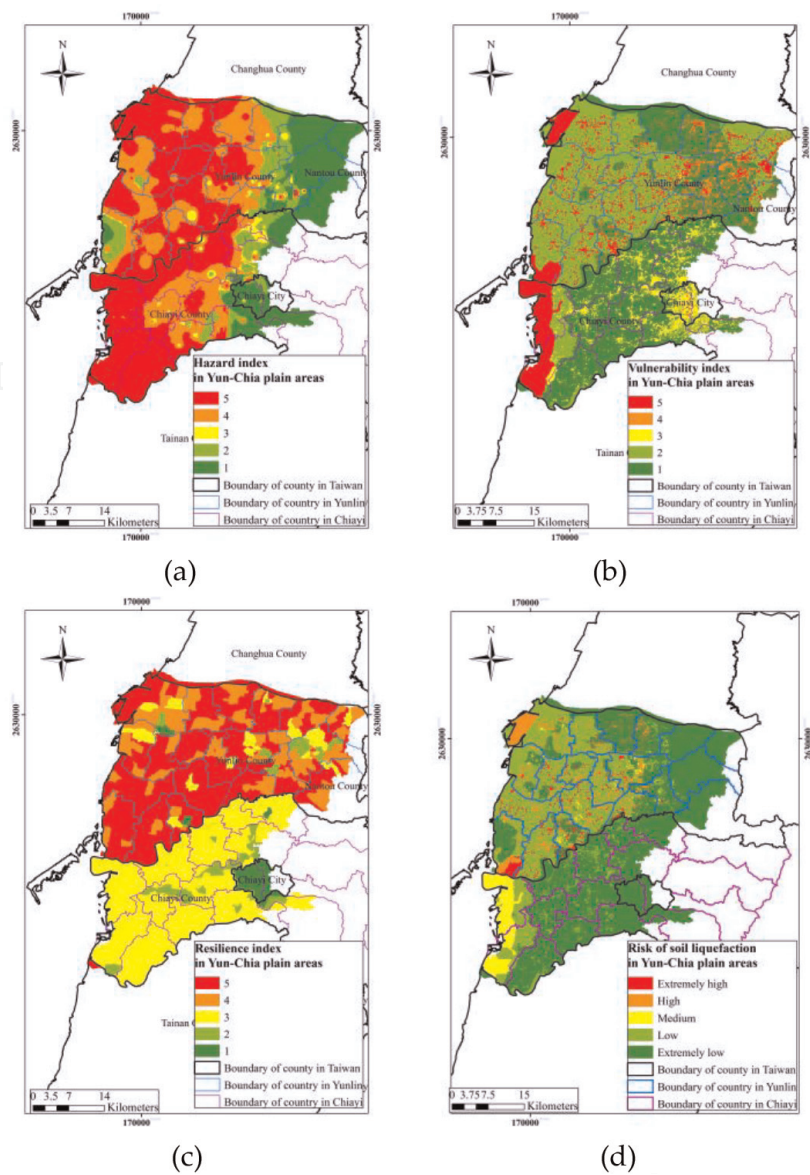 (a)
170000
N
Changhua County
2630000
Yunlin County
Nantou County
Chiayi City
Chiayi County
Hazard index
in Yun-Chia plain areas
5
4
3
2
1
Tainan C
Boundary of county in Taiwan
Boundary of country in Yunlin
Boundary of country in Chiayi
0 3.5 7 14
Kilometers
170000
(b)
170000
N
Changhua County
2630000
2630000
Yunlin County
Nantou County
Chiayi City
Chiayi County
Vulnerability index
in Yun-Chia plain areas
5
4
3
2
1
Tainan C
Boundary of county in Taiwan
Boundary of country in Yunlin
Boundary of country in Chiayi
0 3.75 7.5 15
Kilometers
170000
170000
N
Changhua County
2630000
2630000
Yunlin County
Nantou County
Chiayi City
Chiayi County
Resilience index
in Yun-Chia plain areas
5
4
3
2
1
Tainan C
Boundary of county in Taiwan
Boundary of country in Yunlin
Boundary of country in Chiayi
0 3.5 7 14
Kilometers
170000
(c)
170000
N
2630000
2630000
Risk of soil liquefaction
in Yun-Chia plain areas
Extremely high
High
Medium
Low
Extremely low
Boundary of county in Taiwan
Boundary of country in Yunlin
Boundary of country in Chiayi
0 3.75 7.5 15
Kilometers
170000
(d)